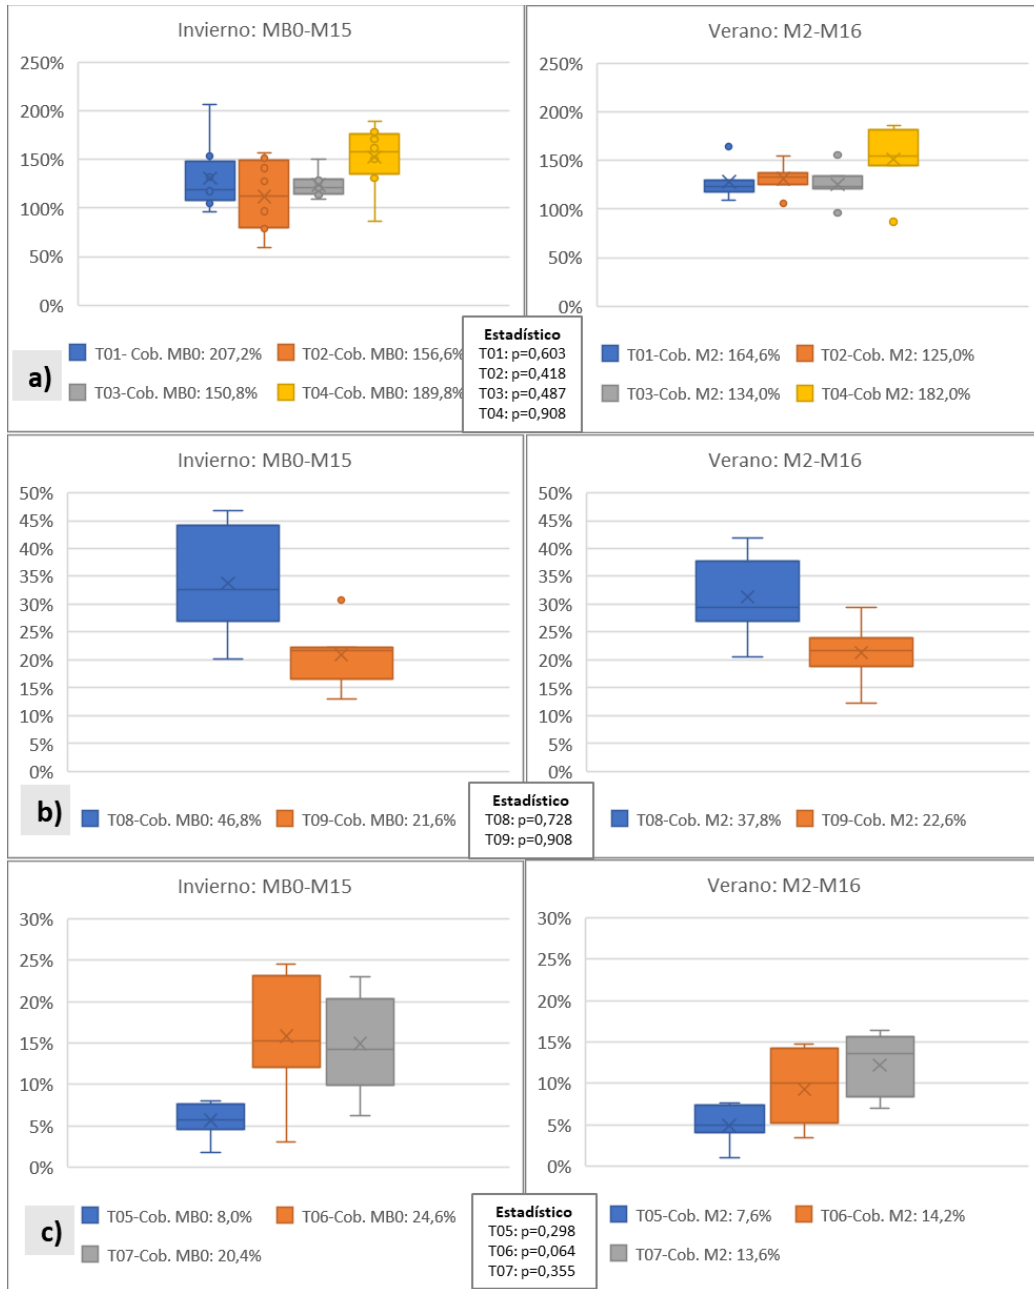 Invierno: MB0-M15
250%
200%
150%
100%
50%
0%
T01- Cob. MB0: 207,2%
T02-Cob. MB0: 156,6%
T03-Cob. MB0: 150,8%
T04-Cob. MB0: 189,8%
a)
Verano: M2-M16
250%
200%
150%
100%
50%
0%
T01-Cob. M2: 164,6%
T02-Cob. M2: 125,0%
T03-Cob. M2: 134,0%
T04-Cob M2: 182,0%
Estadístico
T01: p=0,603
T02: p=0,418
T03: p=0,487
T04: p=0,908
Invierno: MB0-M15
50%
45%
40%
35%
30%
25%
20%
15%
10%
5%
0%
b)
T08-Cob. MB0: 46,8%
T09-Cob. MB0: 21,6%
Verano: M2-M16
50%
45%
40%
35%
30%
25%
20%
15%
10%
5%
0%
T08-Cob. M2: 37,8%
T09-Cob. M2: 22,6%
Estadístico
T08: p=0,728
T09: p=0,908
Invierno: MB0-M15
30%
25%
20%
15%
10%
5%
0%
c)
T05-Cob. MB0: 8,0%
T06-Cob. MB0: 24,6%
T07-Cob. MB0: 20,4%
Verano: M2-M16
30%
25%
20%
15%
10%
5%
0%
T05-Cob. M2: 7,6%
T06-Cob. M2: 14,2%
T07-Cob. M2: 13,6%
Estadístico
T05: p=0,298
T06: p=0,064
T07: p=0,355